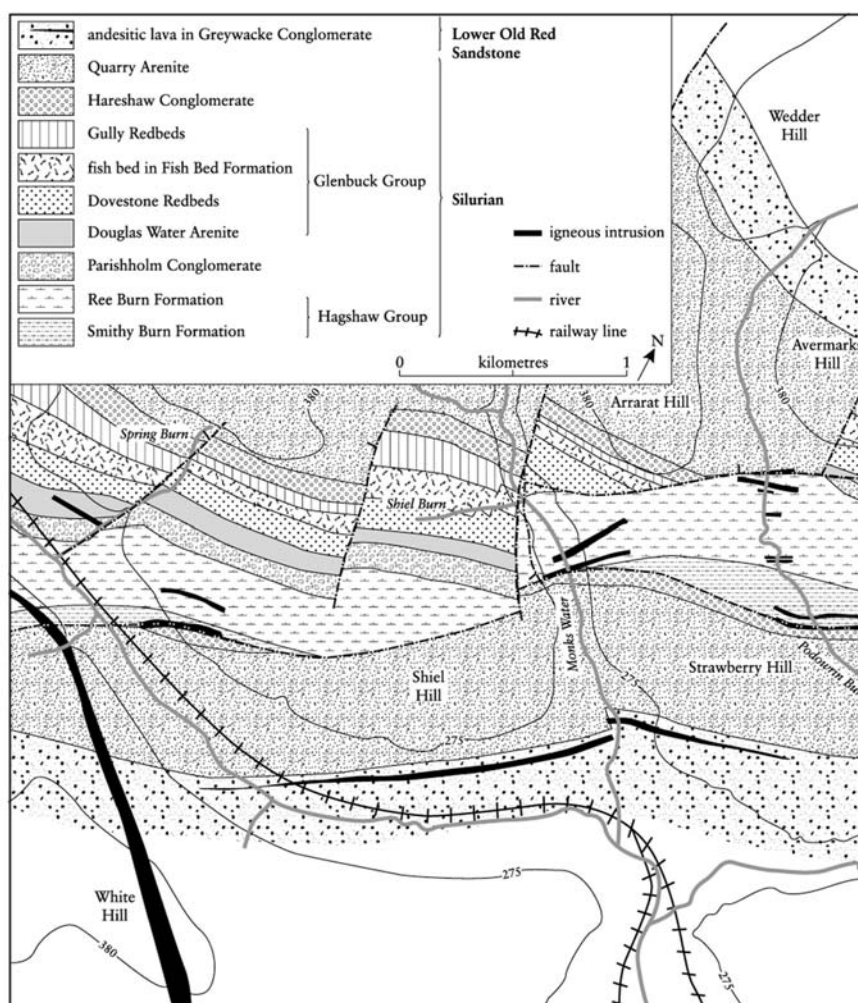 andesitic lava in Greywacke Conglomerate
Lower Old Red
Sandstone
Quarry Arenite
Hareshaw Conglomerate
Gully Redbeds
fish bed in Fish Bed Formation
Glenbuck Group
Dovestone Redbeds
Silurian
Douglas Water Arenite
Parishholm Conglomerate
Ree Burn Formation
Hagshaw Group
Smithy Burn Formation
igneous intrusion
fault
river
railway line
N
0 kilometres 1
Wedder
Hill
Avermarks
Hill
380
380
380
Ararat Hill
Spring Burn
Shiel Burn
Monks Water
Shiel
Hill
Strawberry Hill
275
275
275
275
White
Hill
380